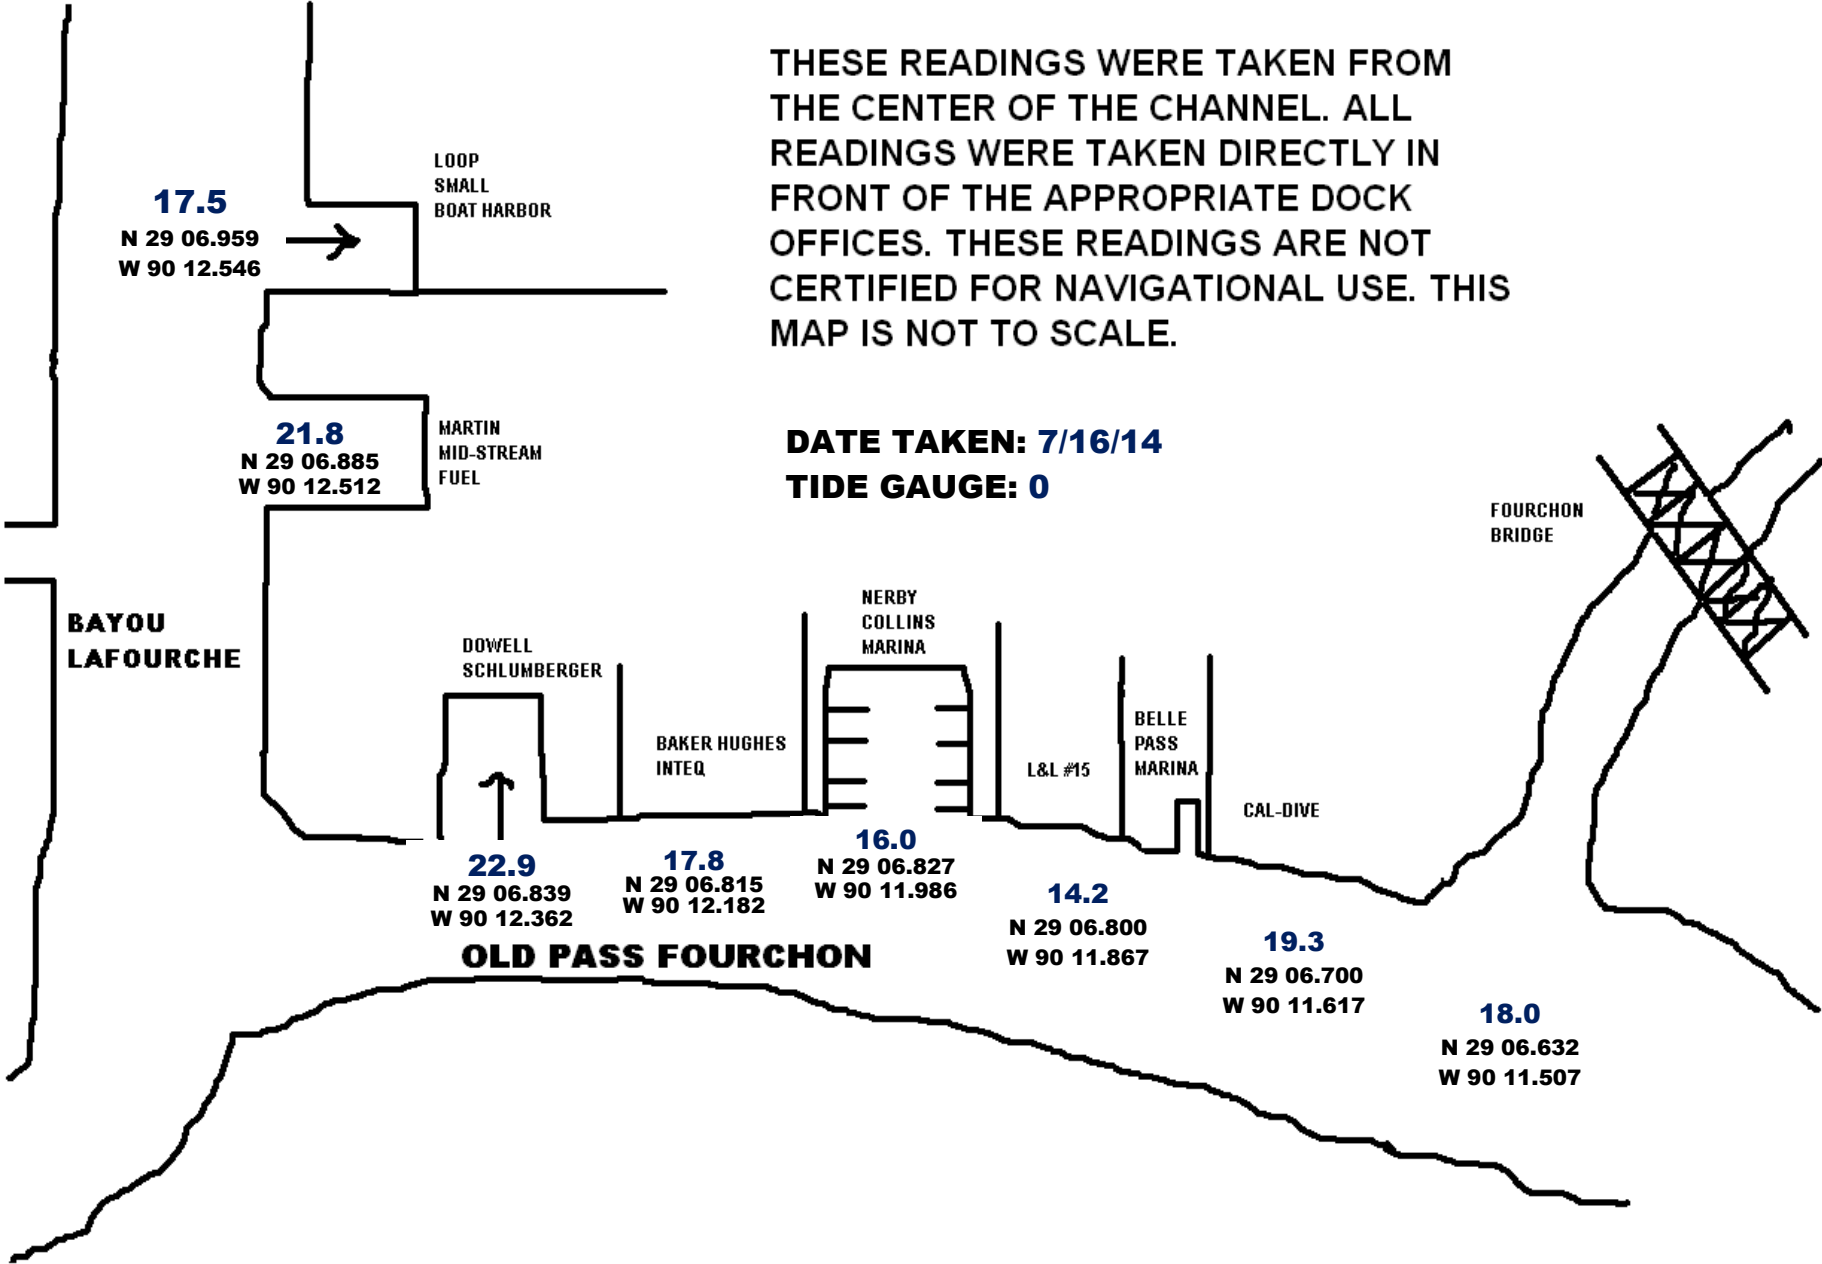 THESE READINGS WERE TAKEN FROM
THE CENTER OF THE CHANNEL. ALL
READINGS WERE TAKEN DIRECTLY IN
FRONT OF THE APPROPRIATE DOCK
OFFICES. THESE READINGS ARE NOT
CERTIFIED FOR NAVIGATIONAL USE. THIS
MAP IS NOT TO SCALE.
LOOP
SMALL
BOAT HARBOR
17.5
N 29 06.959
W 90 12.546
21.8
N 29 06.885
W 90 12.512
MARTIN
MID-STREAM
FUEL
DATE TAKEN: 7/16/14
TIDE GAUGE: 0
FOURCHON
BRIDGE
BAYOU
LAFOURCHE
DOWELL
SCHLUMBERGER
BAKER HUGHES
INTEQ
NERBY
COLLINS
MARINA
L&L #15
BELLE
PASS
MARINA
CAL-DIVE
22.9
N 29 06.839
W 90 12.362
17.8
N 29 06.815
W 90 12.182
16.0
N 29 06.827
W 90 11.986
14.2
N 29 06.800
W 90 11.867
19.3
N 29 06.700
W 90 11.617
18.0
N 29 06.632
W 90 11.507
OLD PASS FOURCHON